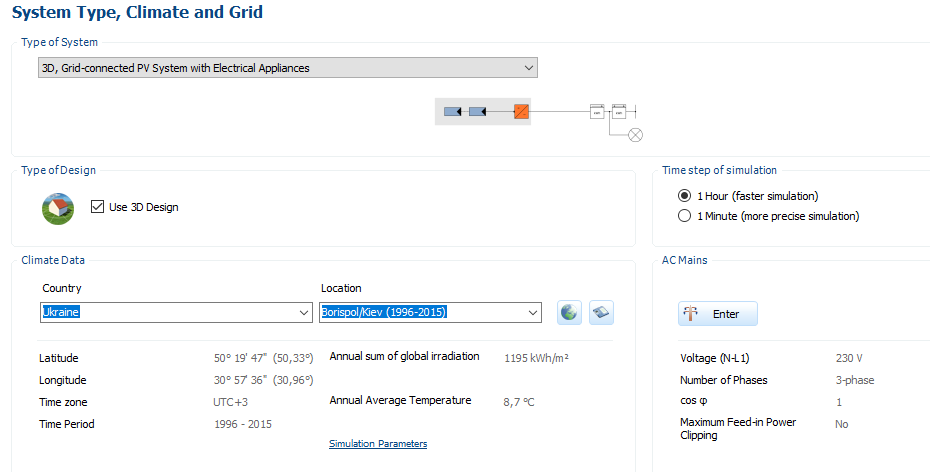 System Type, Climate and Grid
Type of System
3D, Grid-connected PV System with Electrical Appliances
Type of Design
Use 3D Design
Time step of simulation
1 Hour (faster simulation)
1 Minute (more precise simulation)
Climate Data
Country
Location
Ukraine
Borispol/Kiev (1996-2015)
Latitude
50° 19' 47" (50,33°)
Longitude
30° 57' 36" (30,96°)
Time zone
UTC+3
Time Period
1996 - 2015
Annual sum of global irradiation
1195 kWh/m²
Annual Average Temperature
8,7 °C
Simulation Parameters
AC Mains
Enter
Voltage (N-L1)
230 V
Number of Phases
3-phase
cos φ
1
Maximum Feed-in Power
Clipping
No